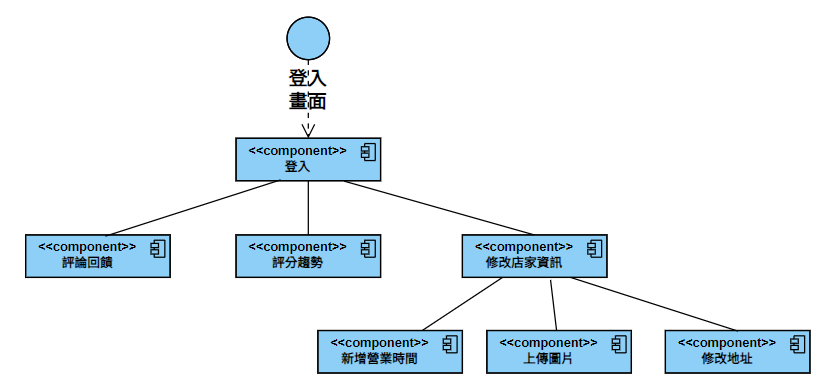 登入
畫面
<<component>>
登入
<<component>>
評論回饋
<<component>>
評分趨勢
<<component>>
修改店家資訊
<<component>>
新增營業時間
<<component>>
上傳圖片
<<component>>
修改地址